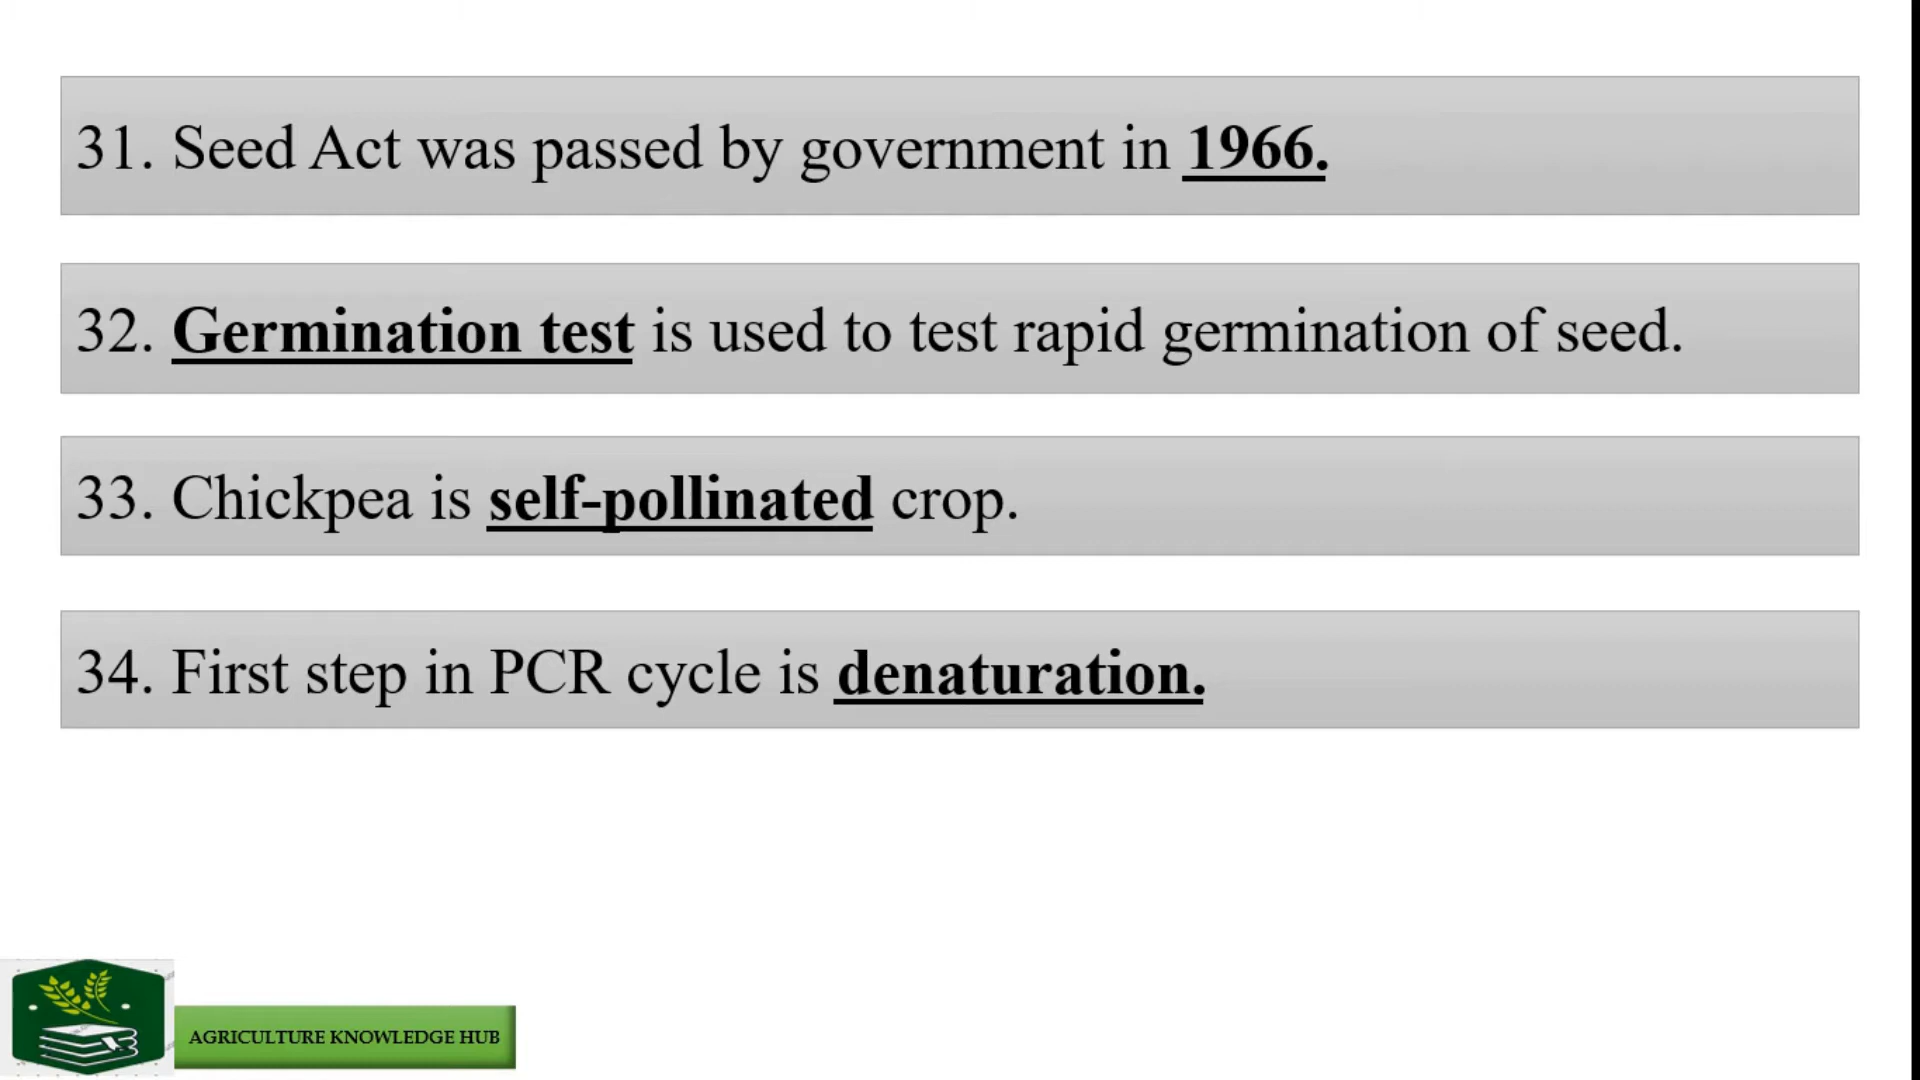 31. Seed Act was passed by government in 1966.
32. Germination test is used to test rapid germination of seed.
33. Chickpea is self-pollinated crop.
34. First step in PCR cycle is denaturation.
AGRICULTURE KNOWLEDGE HUB